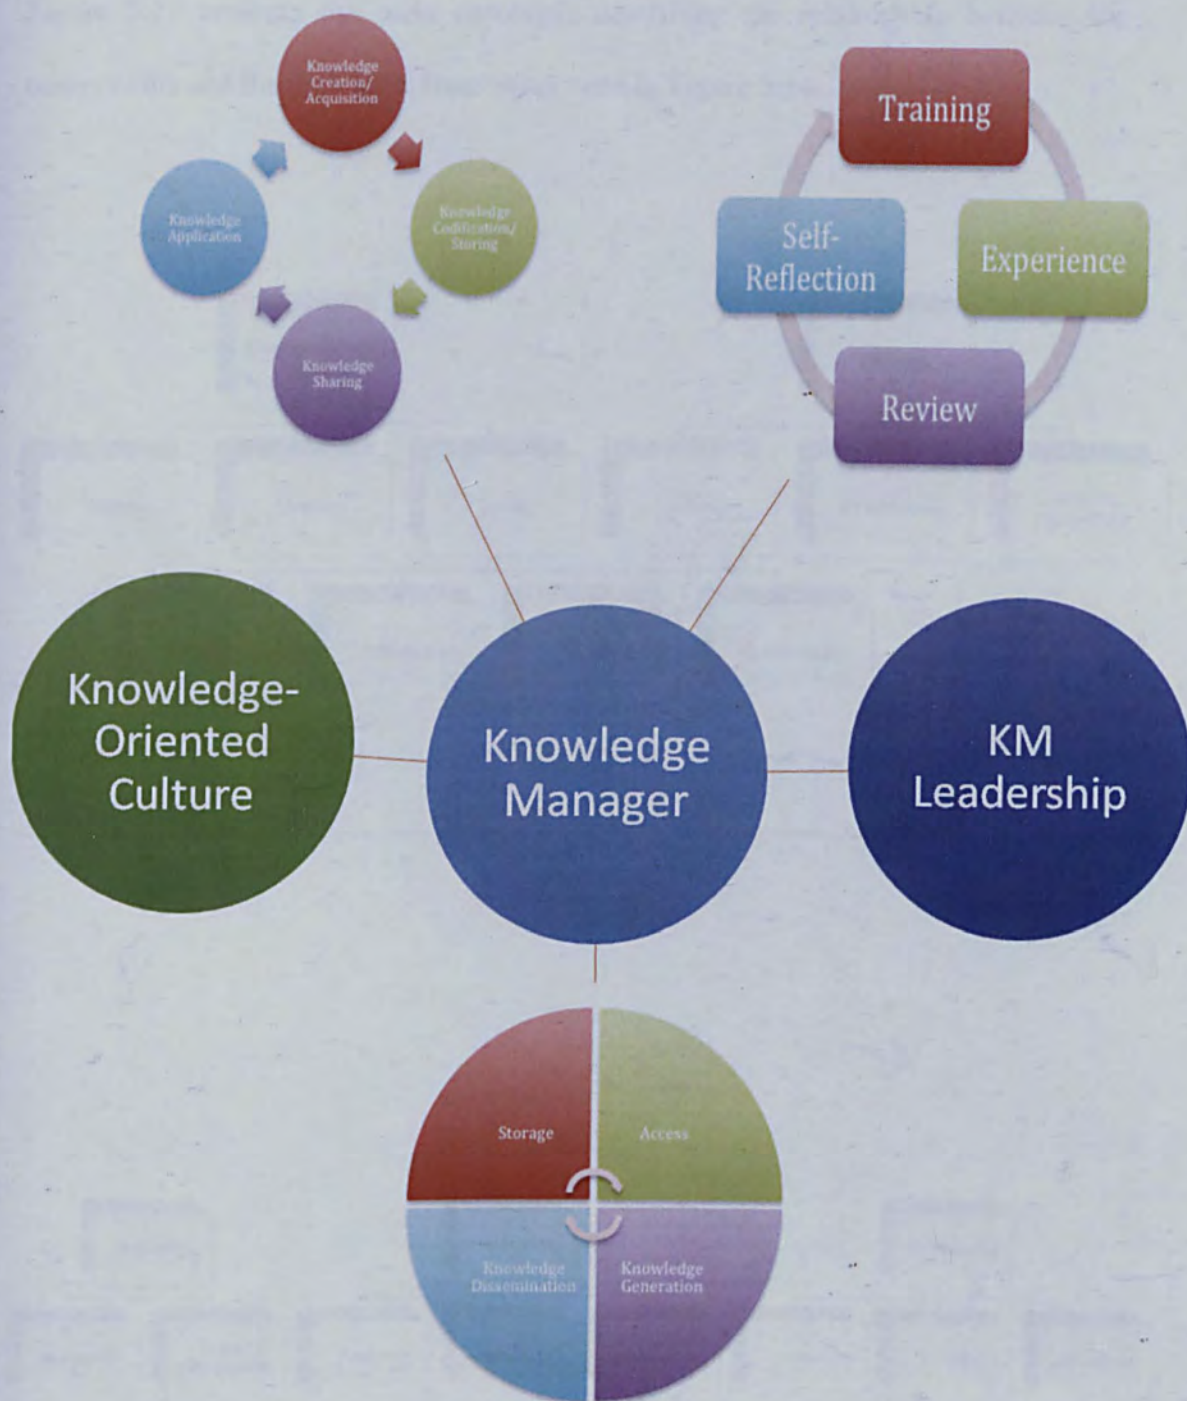 Knowledge
Creation/
Acquisition
Knowledge
Application
Knowledge
Codification/
Storing
Knowledge
Sharing
Training
Self-
Reflection
Experience
Review
Knowledge-
Oriented
Culture
Knowledge
Manager
KM
Leadership
Storage
Access
Knowledge
Dissemination
Knowledge
Generation